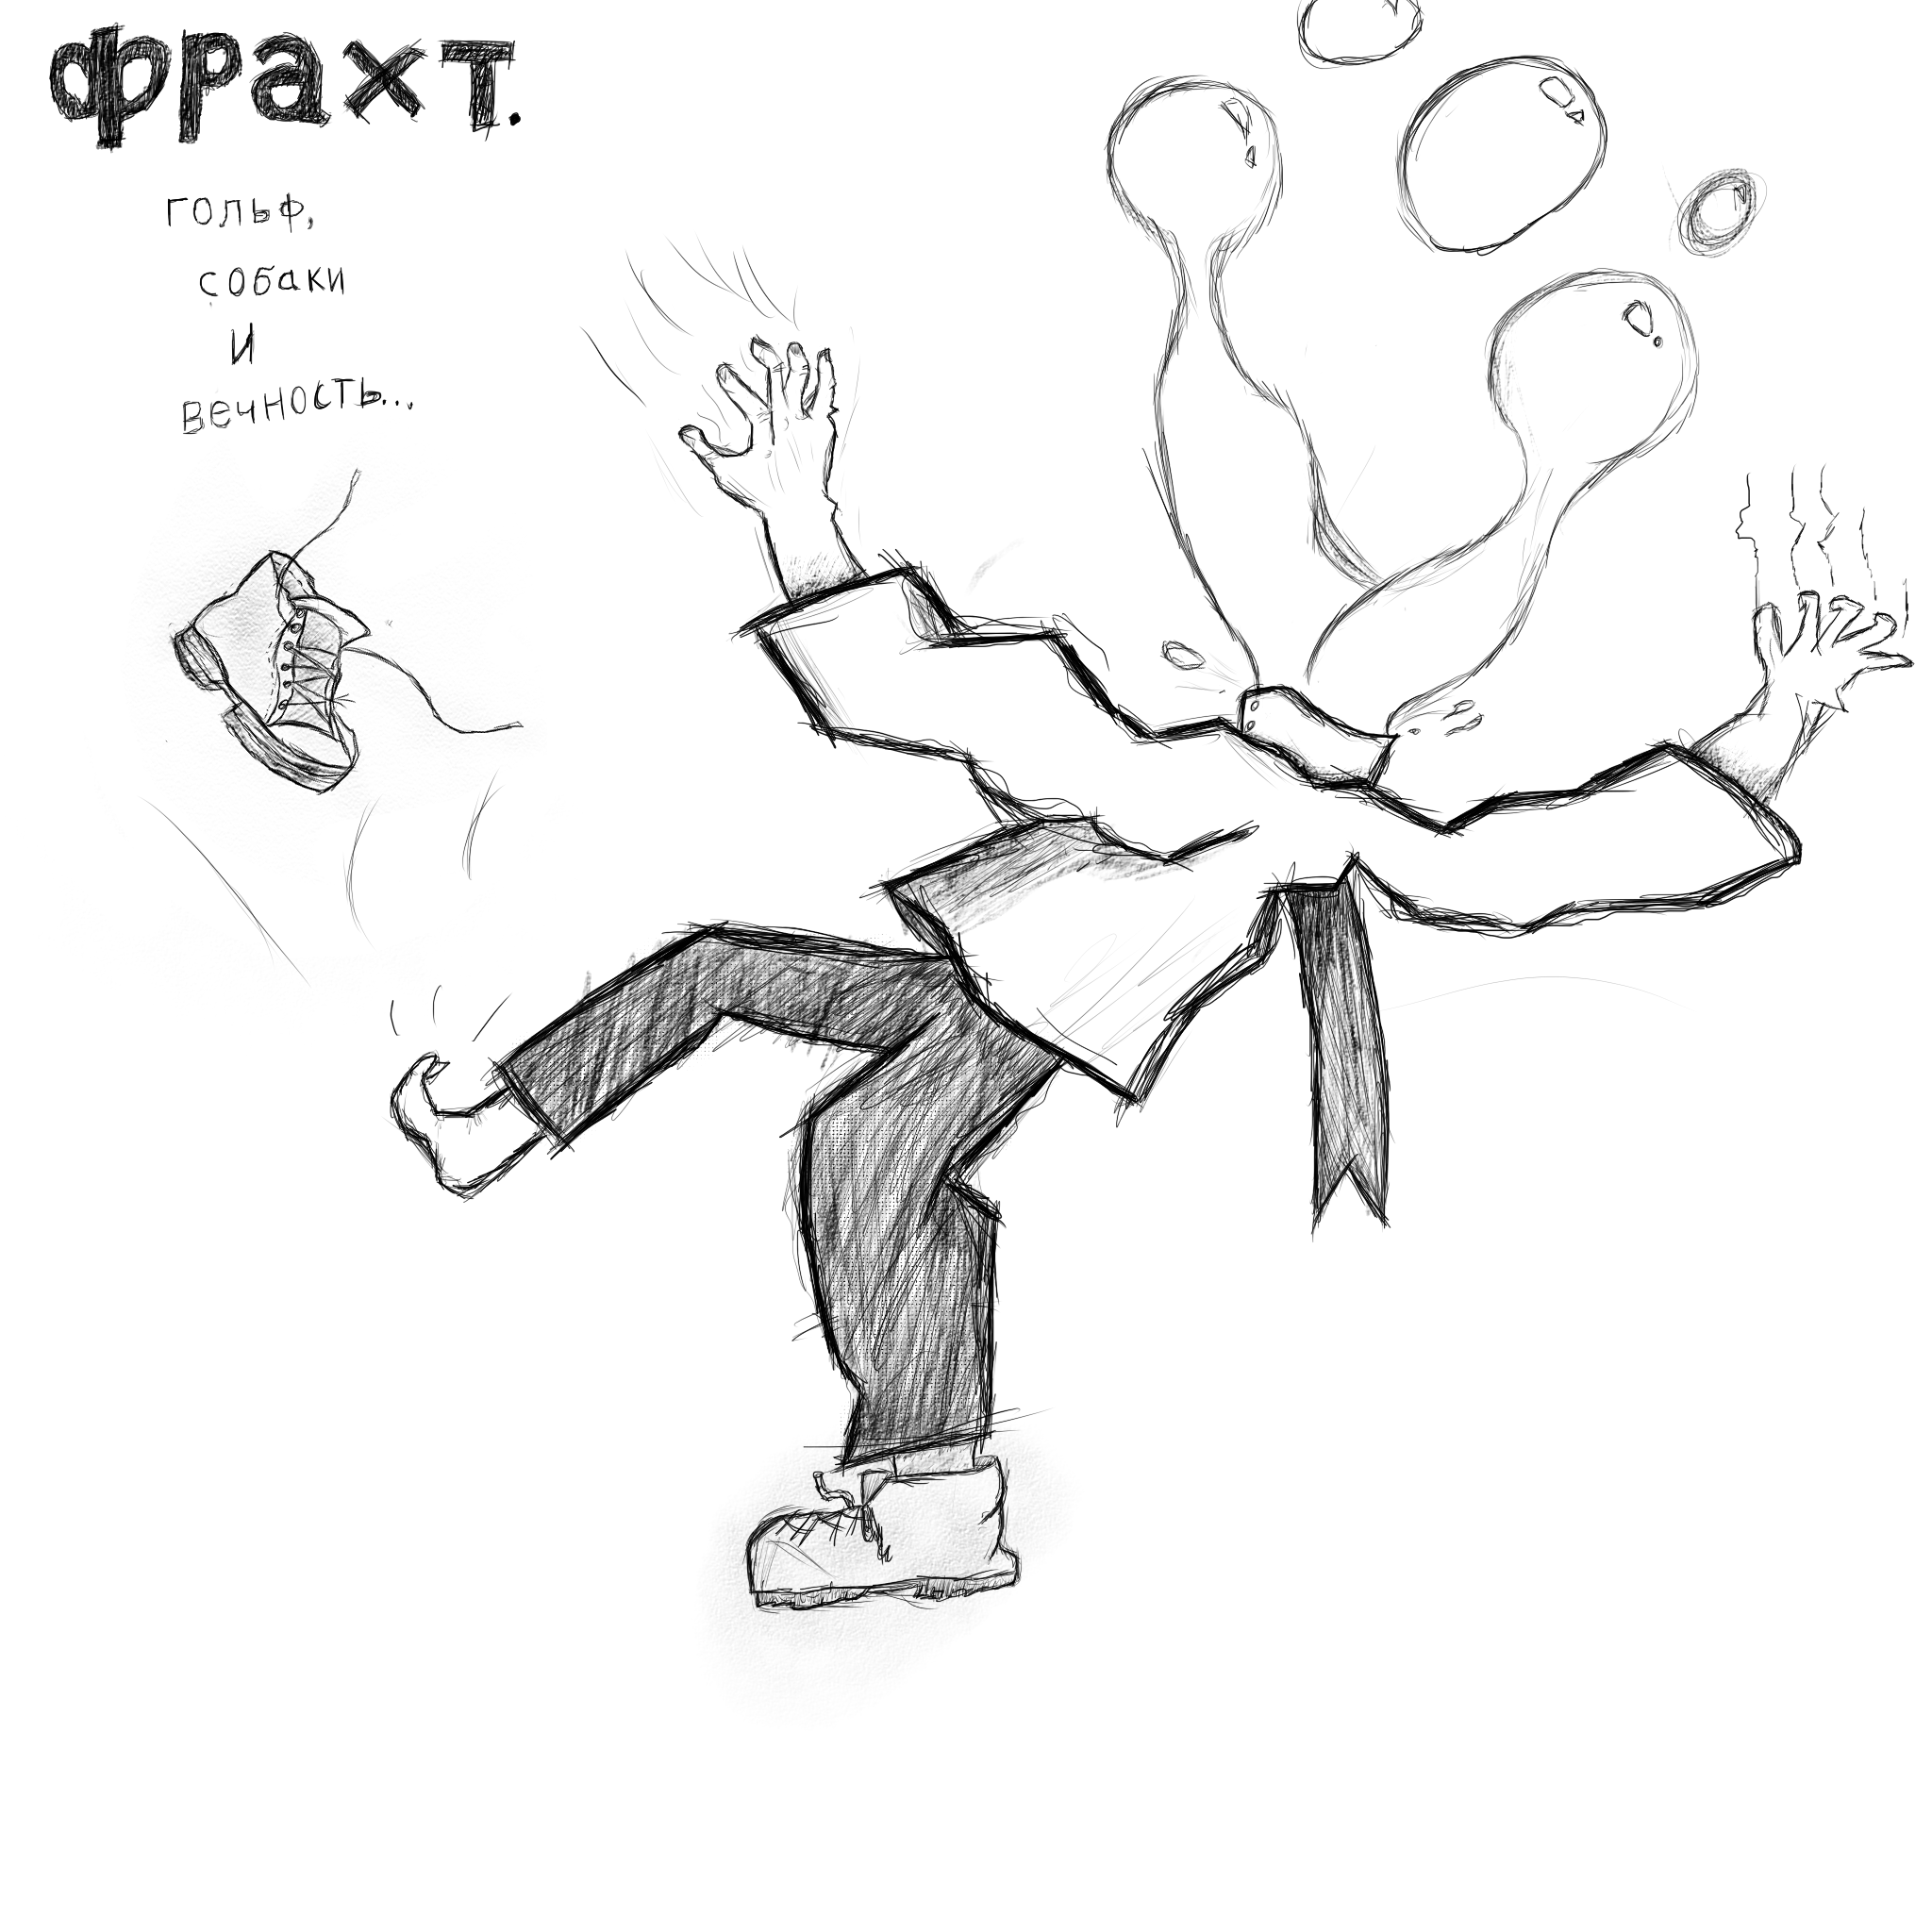 фрахт.
гольф,
собаки
и
вечность...